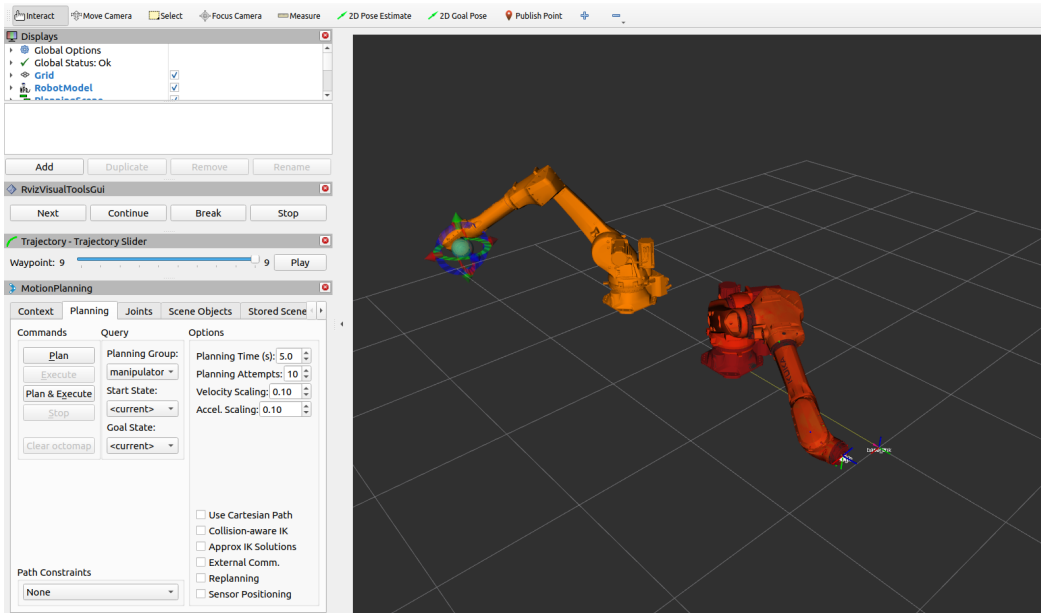 Interact Move Camera Select Focus Camera Measure 2D Pose Estimate 2D Goal Pose Publish Point
Displays
Global Options
Global Status: Ok
Grid
RobotModel
PlanningScene
Add Duplicate Remove Rename
RvizVisualToolsGui
Next Continue Break Stop
Trajectory - Trajectory Slider
Waypoint: 9 9 Play
MotionPlanning
Context Planning Joints Scene Objects Stored Scene
Commands Query Options
Plan Planning Group: Planning Time (s): 5.0
Execute manipulator Planning Attempts: 10
Plan & Execute Start State: Velocity Scaling: 0.10
Stop <current> Accel. Scaling: 0.10
Goal State:
Clear octomap <current>
Use Cartesian Path
Collision-aware IK
Approx IK Solutions
External Comm.
Replanning
Path Constraints
None
Sensor Positioning